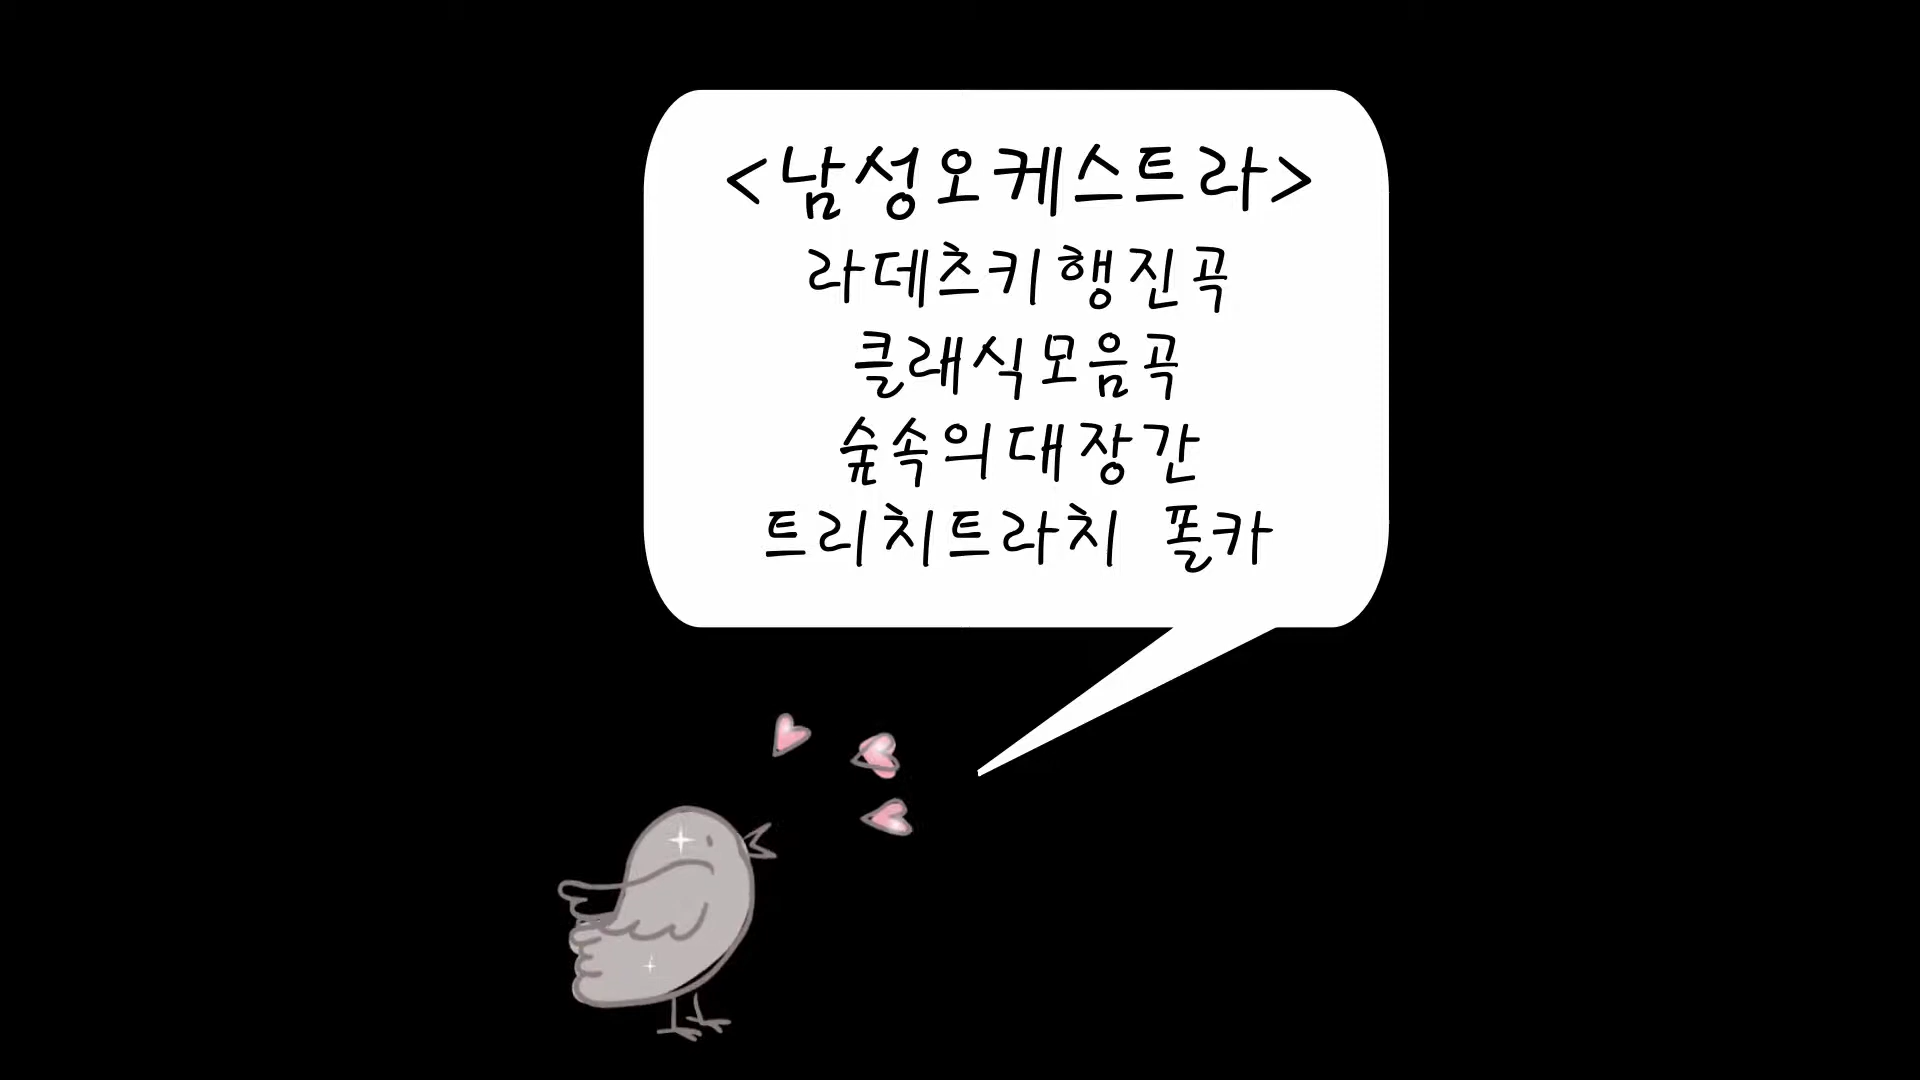 <남성오케스트라>
라데츠키행진곡
클래식모음곡
숲속의대장간
트리치트라치 폴카